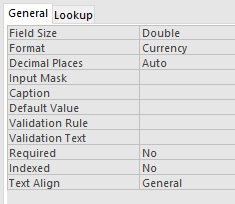 General Lookup
Field Size Double
Format Currency
Decimal Places Auto
Input Mask
Caption
Default Value
Validation Rule
Validation Text
Required No
Indexed No
Text Align General